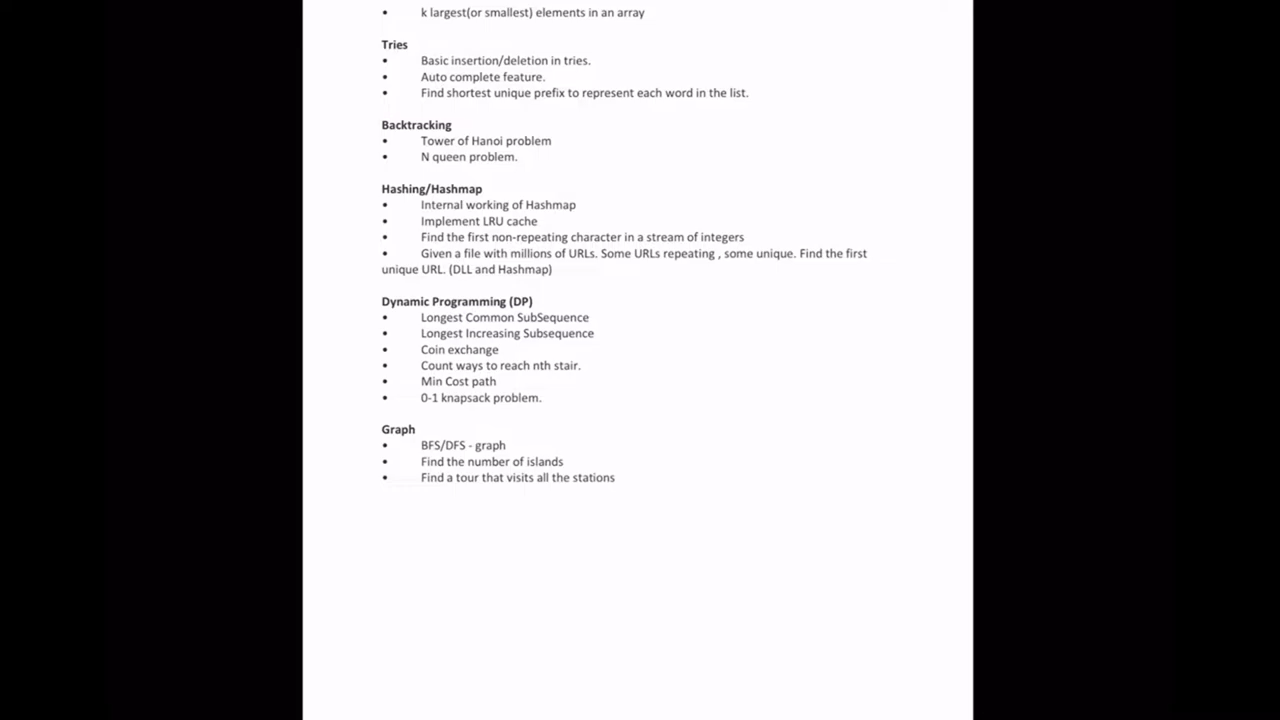 • k largest(or smallest) elements in an array
Tries
• Basic insertion/deletion in tries.
• Auto complete feature.
• Find shortest unique prefix to represent each word in the list.
Backtracking
• Tower of Hanoi problem
• N queen problem.
Hashing/Hashmap
• Internal working of Hashmap
• Implement LRU cache
• Find the first non-repeating character in a stream of integers
• Given a file with millions of URLs. Some URLs repeating , some unique. Find the first
unique URL. (DLL and Hashmap)
Dynamic Programming (DP)
• Longest Common SubSequence
• Longest Increasing Subsequence
• Coin exchange
• Count ways to reach nth stair.
• Min Cost path
• 0-1 knapsack problem.
Graph
• BFS/DFS - graph
• Find the number of islands
• Find a tour that visits all the stations